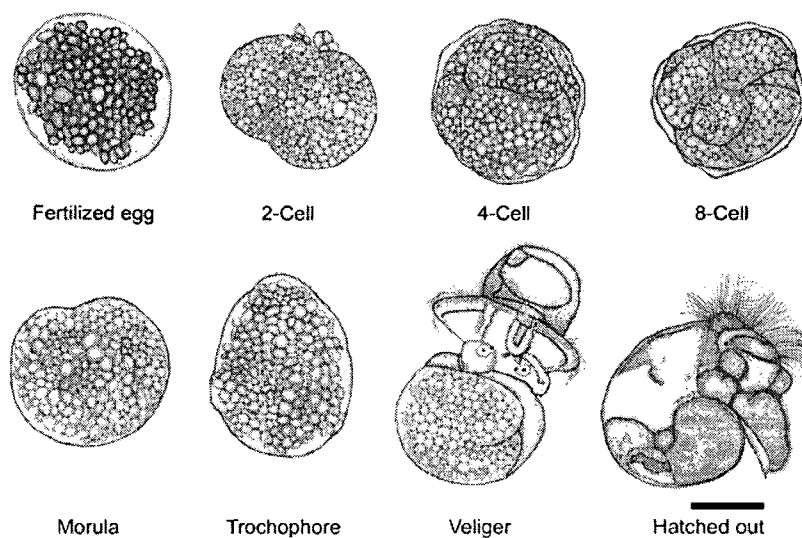 Fertilized egg
2-Cell
4-Cell
8-Cell
Morula
Trochophore
Veliger
Hatched out